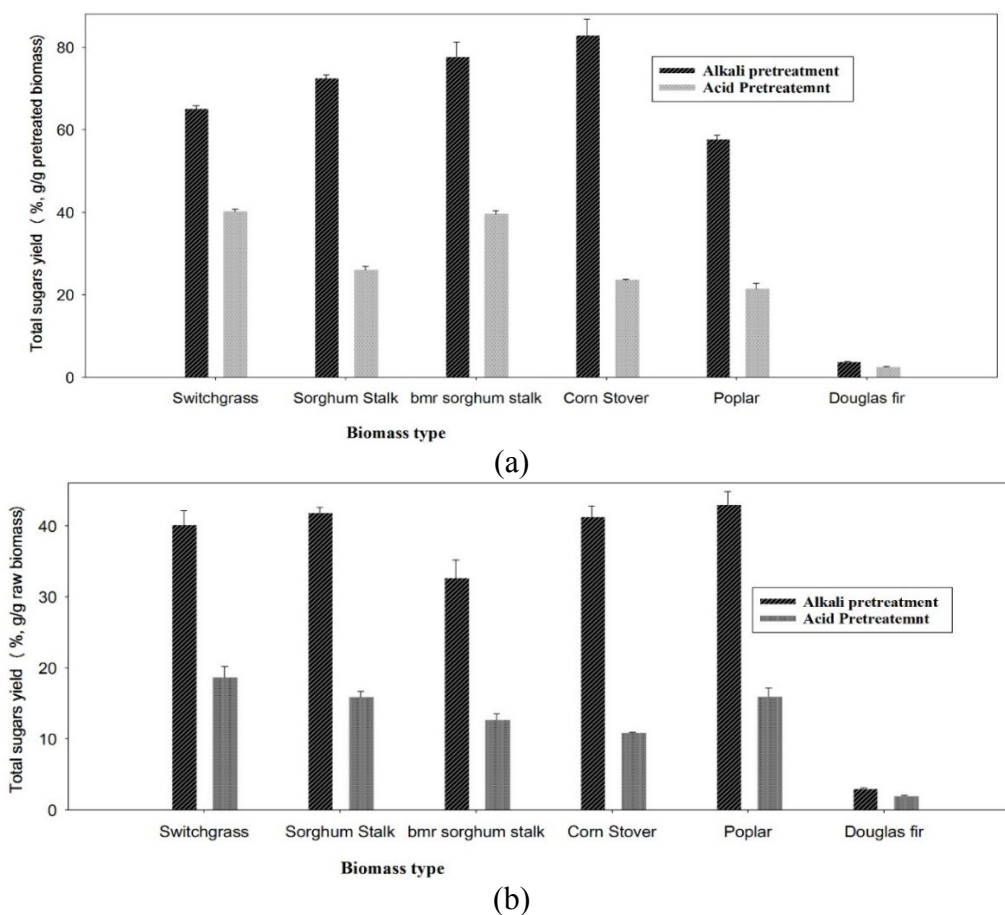 Total sugars yield ( %, g/g pretreated biomass)
80
60
40
20
0
Alkali pretreatment
Acid Pretreatemnt
Switchgrass Sorghum Stalk bmr sorghum stalk Corn Stover Poplar Douglas fir
Biomass type
(a)
Total sugars yield ( %, g/g raw biomass)
40
30
20
10
0
Alkali pretreatment
Acid Pretreatemnt
Switchgrass Sorghum Stalk bmr sorghum stalk Corn Stover Poplar Douglas fir
Biomass type
(b)